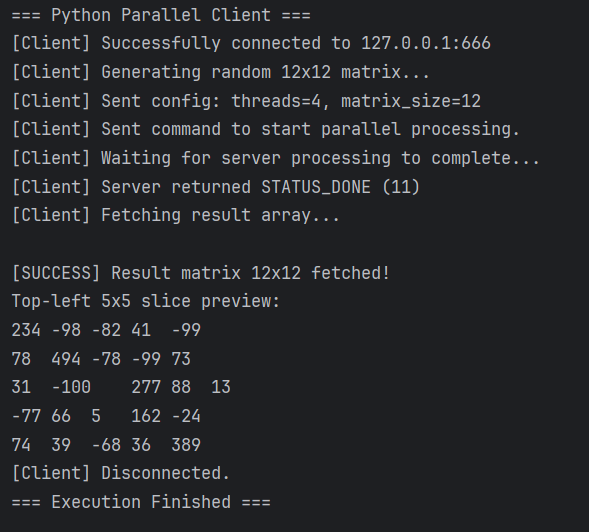 === Python Parallel Client ===
[Client] Successfully connected to 127.0.0.1:666
[Client] Generating random 12x12 matrix...
[Client] Sent config: threads=4, matrix_size=12
[Client] Sent command to start parallel processing.
[Client] Waiting for server processing to complete...
[Client] Server returned STATUS_DONE (11)
[Client] Fetching result array...

[SUCCESS] Result matrix 12x12 fetched!
Top-left 5x5 slice preview:
234 -98 -82 41  -99
78  494 -78 -99 73
31  -100    277 88  13
-77 66  5   162 -24
74  39  -68 36  389
[Client] Disconnected.
=== Execution Finished ===